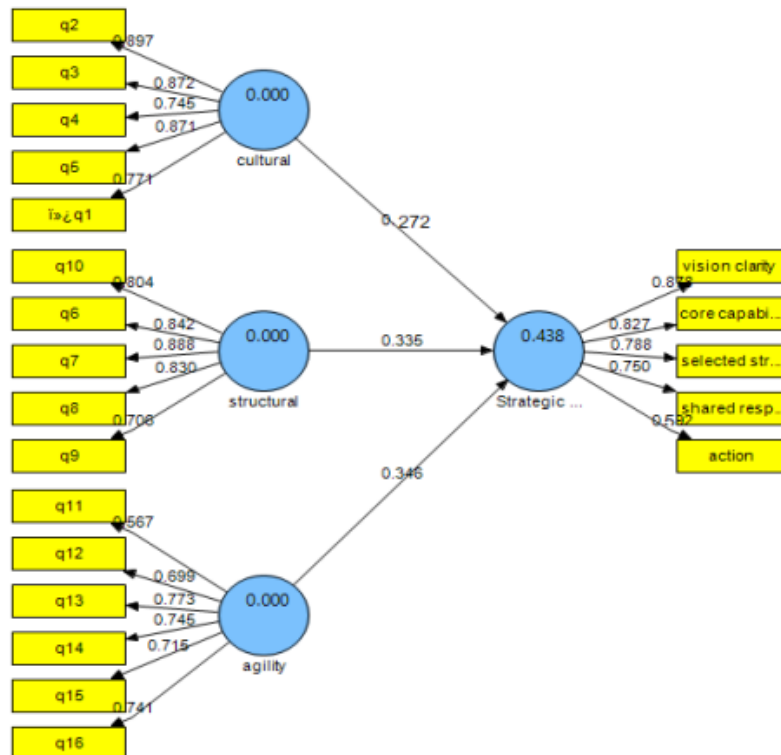 q2
0.897
q3
0.872
q4
0.745
q5
0.871
ï»¿q1
0.771
0.000
cultural
0.272
q10
0.804
q6
0.842
q7
0.888
q8
0.830
q9
0.706
0.000
structural
0.335
q11
0.567
q12
0.699
q13
0.773
q14
0.745
q15
0.715
q16
0.741
0.000
agility
0.346
0.438
Strategic ...
vision clarity
core capabi...
0.827
selected str...
0.788
shared resp...
0.750
action